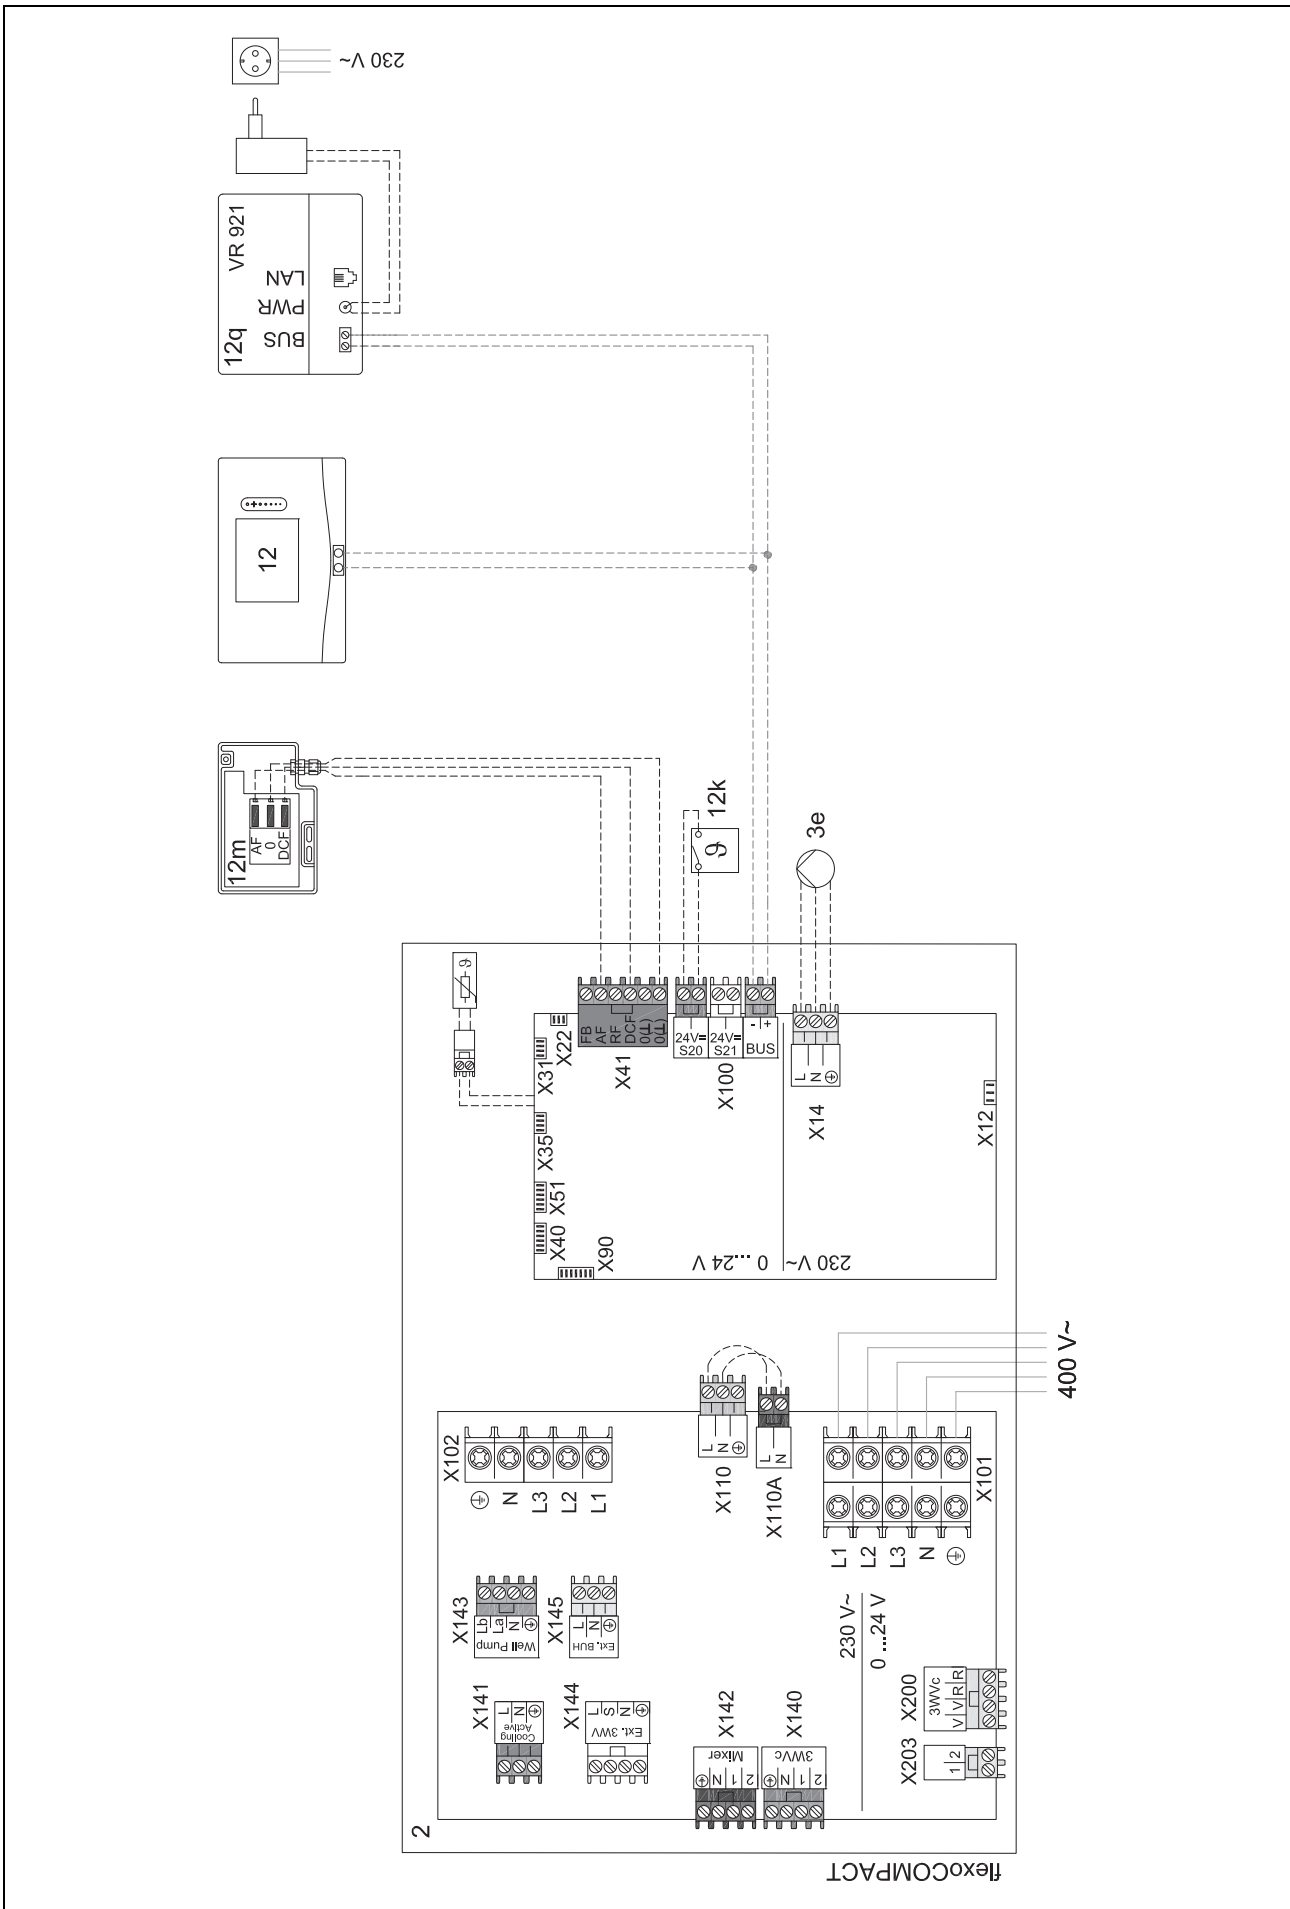 230 V~
VR 921
LAN
PWR
BUS
12q
12
12m
AF
0
DCF
12k
ϑ
3e
ϑ
X22
X31
X35
X51
X40
X90
FB
AF
RF
DCF
0(⊥)
0(⊥)
X41
24V=
S20
24V=
S21
- +
BUS
X100
L
N
X14
X12
0 ...24 V
230 V~
400 V~
X102
N
L3
L2
L1
L
N
X110
L
N
X110A
X101
L1
L2
L3
N
X143
Lb
La
N
Well Pump
X145
L
N
Ext. BUH
X141
L
N
Cooling
Active
X144
L
S
N
Ext. 3WV
X142
Mixer
N
1
2
X140
3WVc
N
1
2
230 V~
0 ...24 V
X200
3WVc
V V R R
X203
1 2
2
flexoCOMPACT